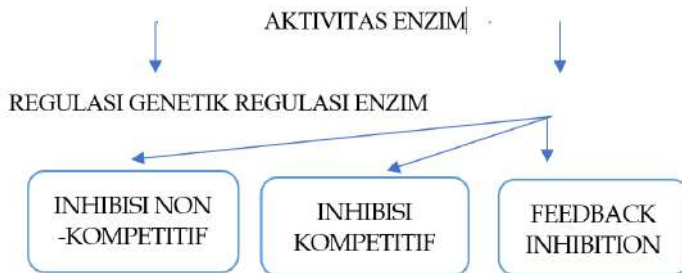 AKTIVITAS ENZIM
REGULASI GENETIK REGULASI ENZIM
INHIBISI NON
-KOMPETITIF
INHIBISI
KOMPETITIF
FEEDBACK
INHIBITION